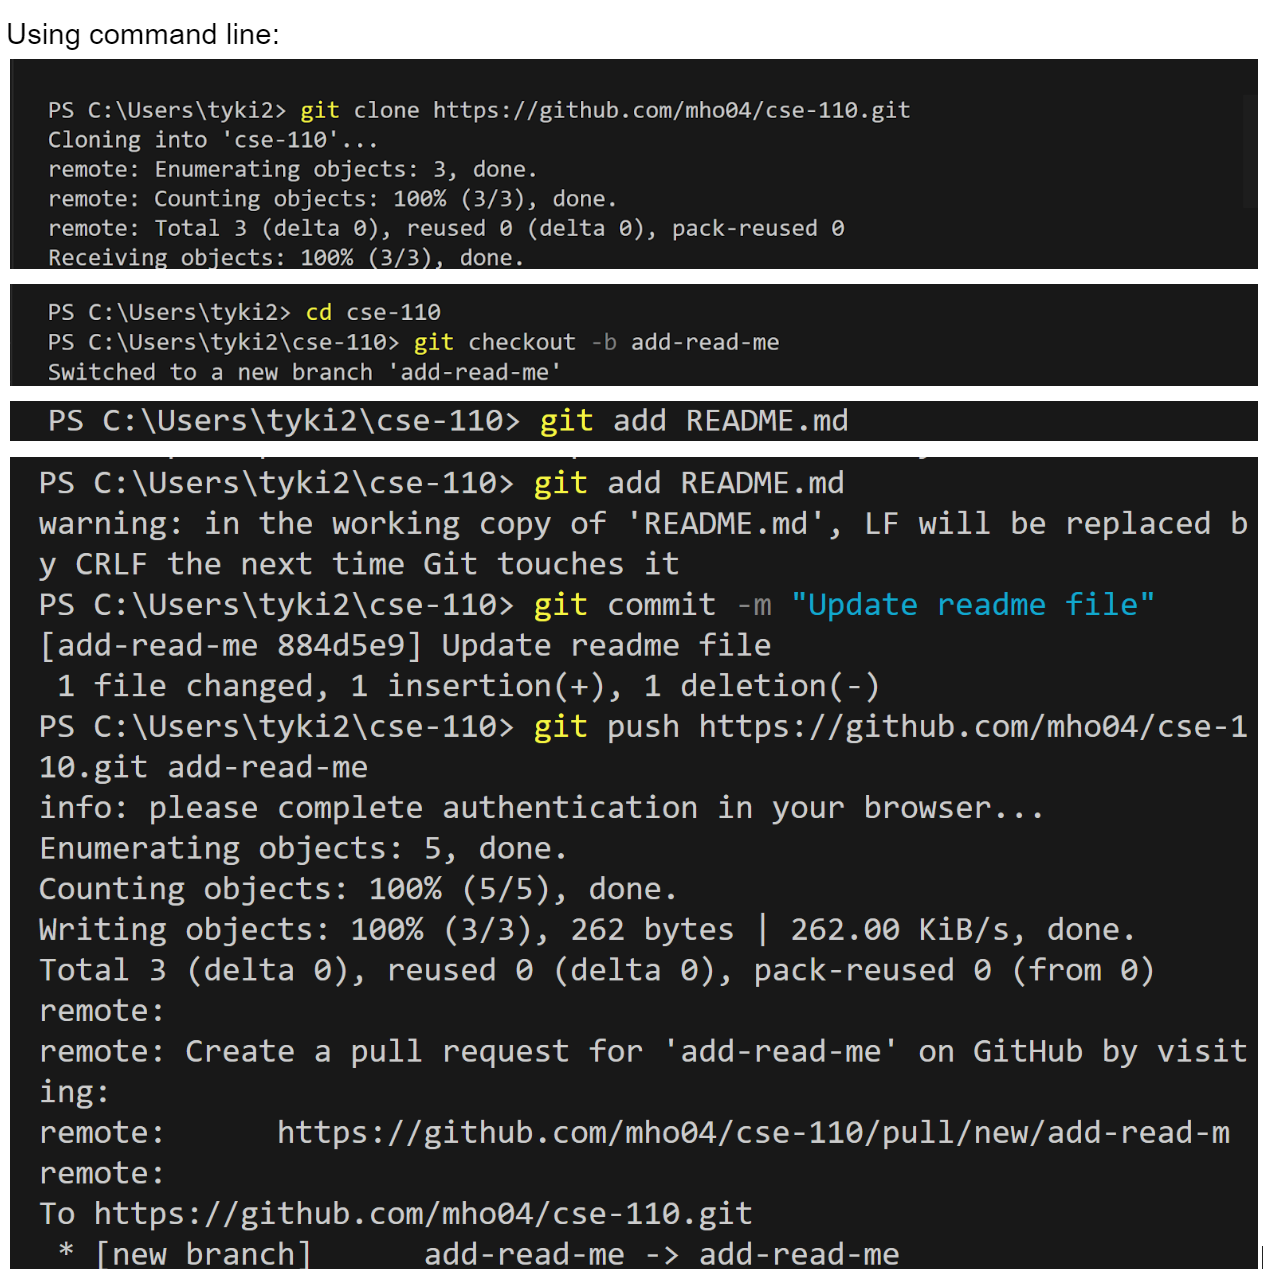 Using command line:
PS C:\Users\tyki2> git clone https://github.com/mho04/cse-110.git
Cloning into 'cse-110'...
remote: Enumerating objects: 3, done.
remote: Counting objects: 100% (3/3), done.
remote: Total 3 (delta 0), reused 0 (delta 0), pack-reused 0
Receiving objects: 100% (3/3), done.
PS C:\Users\tyki2> cd cse-110
PS C:\Users\tyki2\cse-110> git checkout -b add-read-me
Switched to a new branch 'add-read-me'
PS C:\Users\tyki2\cse-110> git add README.md
PS C:\Users\tyki2\cse-110> git add README.md
warning: in the working copy of 'README.md', LF will be replaced b
y CRLF the next time Git touches it
PS C:\Users\tyki2\cse-110> git commit -m "Update readme file"
[add-read-me 884d5e9] Update readme file
 1 file changed, 1 insertion(+), 1 deletion(-)
PS C:\Users\tyki2\cse-110> git push https://github.com/mho04/cse-1
10.git add-read-me
info: please complete authentication in your browser...
Enumerating objects: 5, done.
Counting objects: 100% (5/5), done.
Writing objects: 100% (3/3), 262 bytes | 262.00 KiB/s, done.
Total 3 (delta 0), reused 0 (delta 0), pack-reused 0 (from 0)
remote:
remote: Create a pull request for 'add-read-me' on GitHub by visit
ing:
remote:      https://github.com/mho04/cse-110/pull/new/add-read-m
remote:
To https://github.com/mho04/cse-110.git
 * [new branch]      add-read-me -> add-read-me